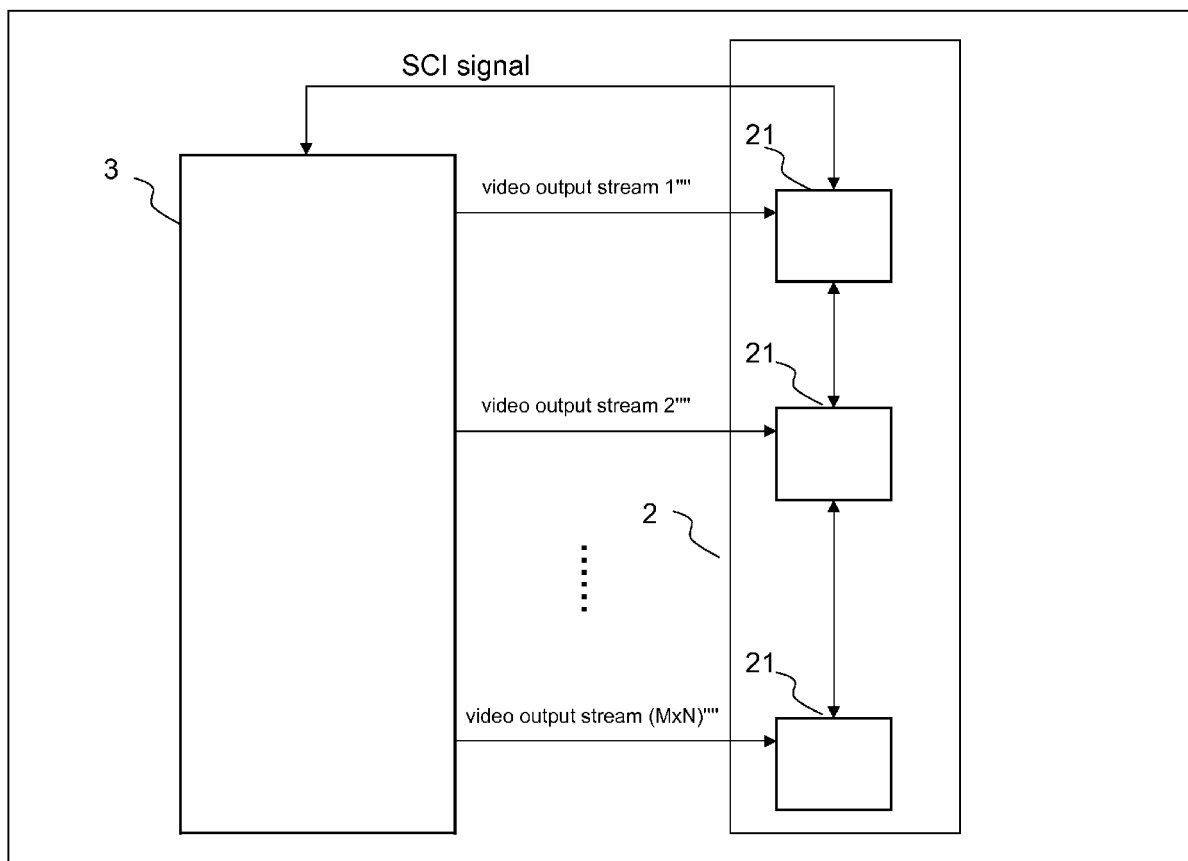 SCI signal
21
3
video output stream 1""
21
video output stream 2""
2
21
video output stream (MxN)""